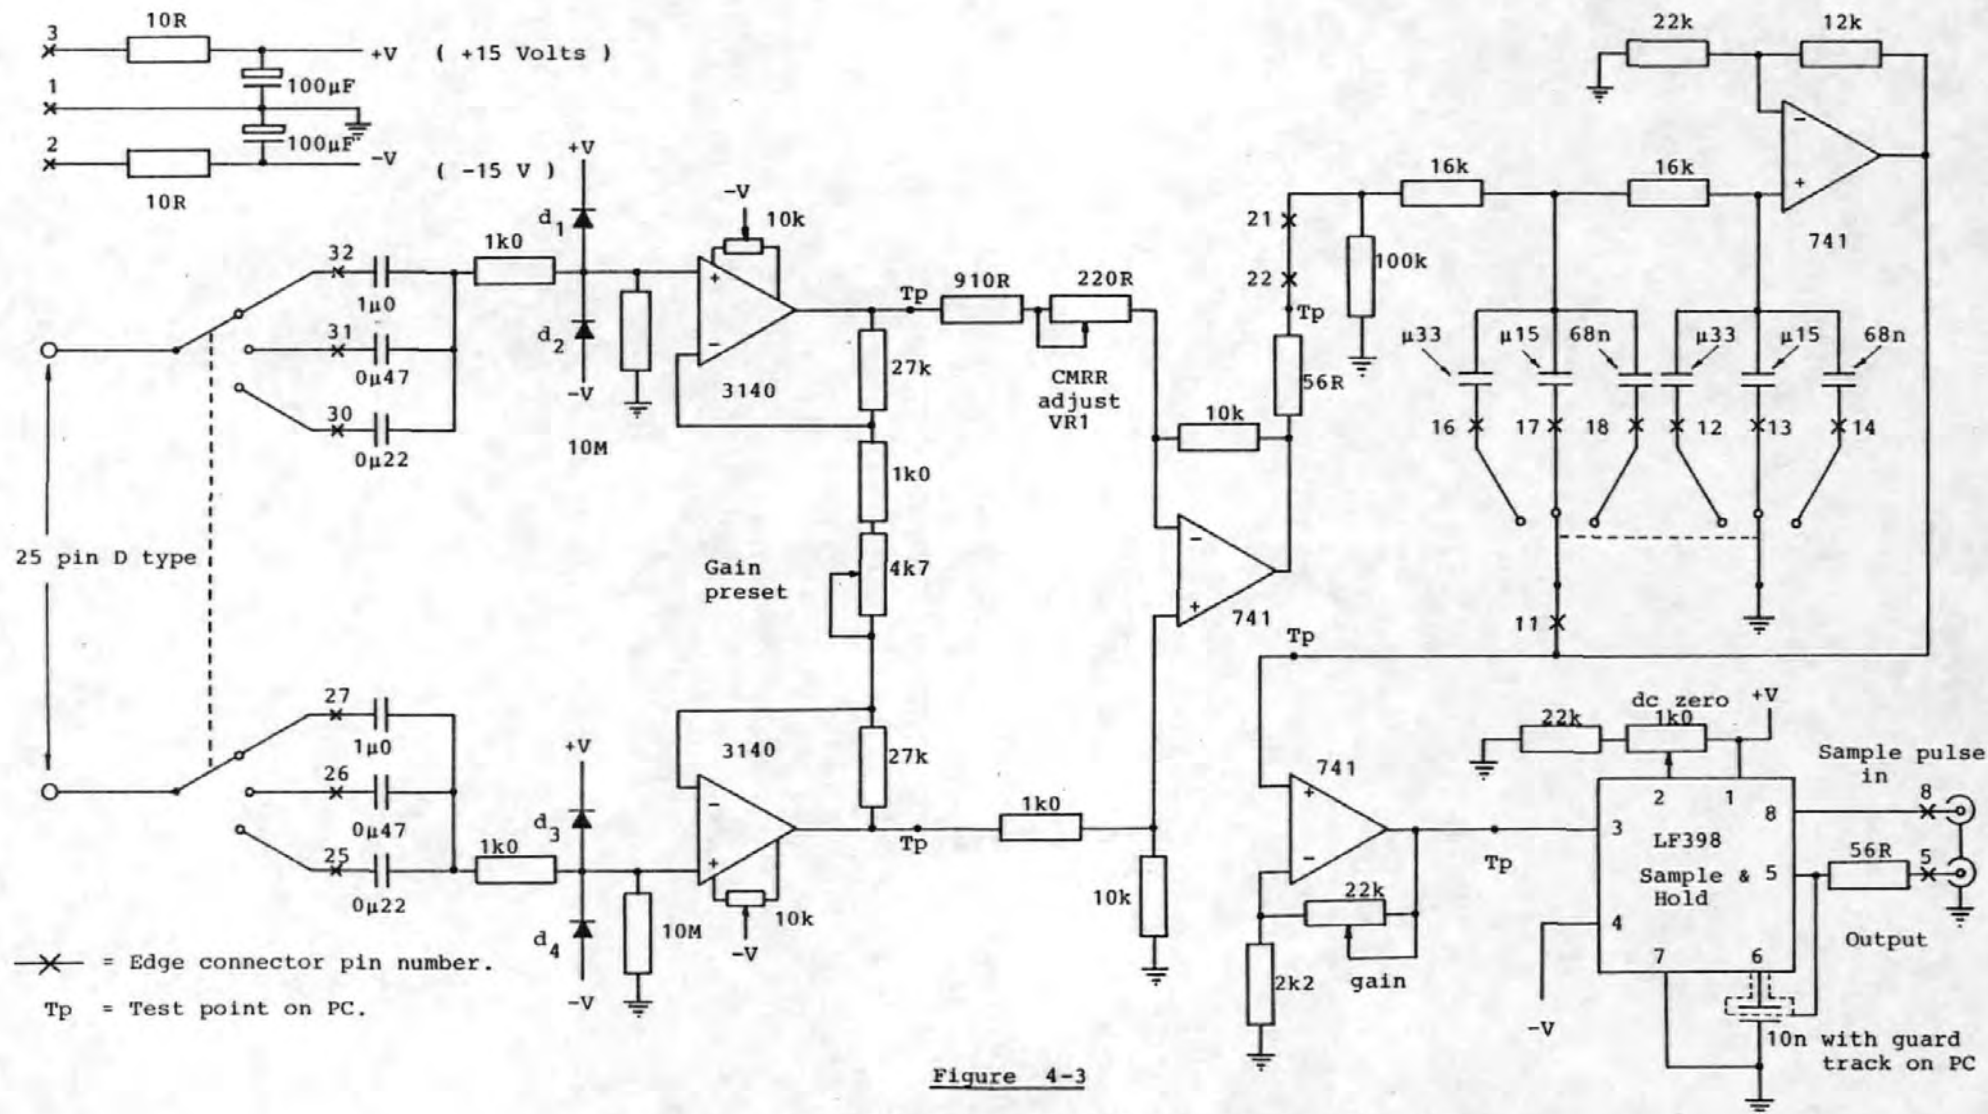 10R
3
+V ( +15 Volts )
100µF
1
100µF
2
-V ( -15 V )
10R
22k
12k
-
+
741
16k
16k
21
22
Tp
100k
56R
+V
d1
d2
-V
-V
10k
1k0
32
1µ0
31
0µ47
30
0µ22
10M
+
-
3140
Tp
910R
220R
CMRR
adjust
VR1
27k
1k0
4k7
Gain
preset
27k
10k
-
+
741
µ33
µ15
68n
µ33
µ15
68n
16
17
18
12
13
14
11
Tp
25 pin D type
27
1µ0
26
0µ47
25
0µ22
1k0
+V
d3
d4
-V
3140
-
+
10k
-V
10M
Tp
1k0
10k
741
+
-
22k
gain
2k2
Tp
22k
dc zero
1k0
+V
2
1
3
8
LF398
Sample &
Hold
5
4
7
6
-V
Sample pulse
in
8
56R
5
Output
10n with guard
track on PC
X = Edge connector pin number.
Tp = Test point on PC.
Figure 4-3